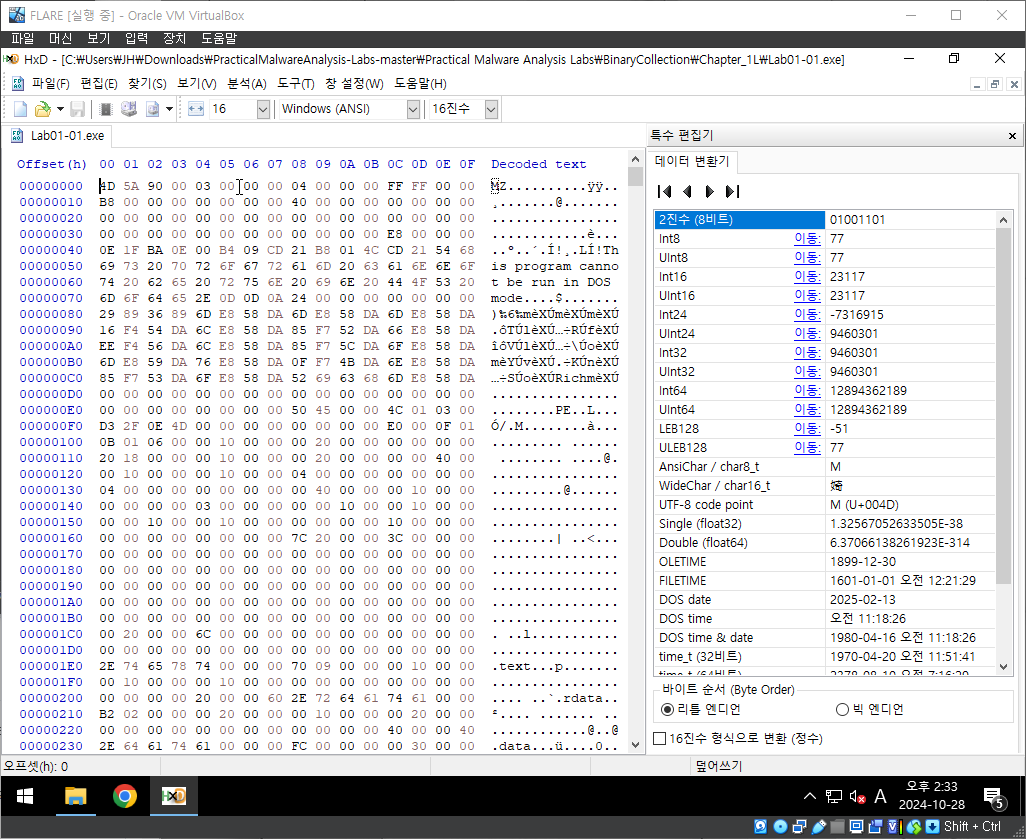 FLARE [실행 중] - Oracle VM VirtualBox
파일 머신 보기 입력 장치 도움말
HxD - [C:₩Users₩JH₩Downloads₩PracticalMalwareAnalysis-Labs-master₩Practical Malware Analysis Labs₩BinaryCollection₩Chapter_1L₩Lab01-01.exe]
파일(F) 편집(E) 찾기(S) 보기(V) 분석(A) 도구(T) 창 설정(W) 도움말(H)
16 Windows (ANSI) 16진수
Lab01-01.exe
Offset(h) 00 01 02 03 04 05 06 07 08 09 0A 0B 0C 0D 0E 0F Decoded text
00000000 4D 5A 90 00 03 00 00 00 04 00 00 00 FF FF 00 00 MZ..........ÿÿ..
00000010 B8 00 00 00 00 00 00 00 40 00 00 00 00 00 00 00 ¸.......@.......
00000020 00 00 00 00 00 00 00 00 00 00 00 00 00 00 00 00 ................
00000030 00 00 00 00 00 00 00 00 00 00 00 00 E8 00 00 00 ............è...
00000040 0E 1F BA 0E 00 B4 09 CD 21 B8 01 4C CD 21 54 68 ..º..´.Í!¸.LÍ!Th
00000050 69 73 20 70 72 6F 67 72 61 6D 20 63 61 6E 6E 6F is program canno
00000060 74 20 62 65 20 72 75 6E 20 69 6E 20 44 4F 53 20 t be run in DOS
00000070 6D 6F 64 65 2E 0D 0D 0A 24 00 00 00 00 00 00 00 mode....$.......
00000080 29 89 36 89 6D E8 58 DA 6D E8 58 DA 6D E8 58 DA )‰6‰mèXÚmèXÚmèXÚ
00000090 16 F4 54 DA 6C E8 58 DA 85 F7 52 DA 66 E8 58 DA .ôTÚlèXÚ…÷RÚfèXÚ
000000A0 EE F4 56 DA 6C E8 58 DA 85 F7 5C DA 6F E8 58 DA îôVÚlèXÚ…÷\ÚoèXÚ
000000B0 6D E8 59 DA 76 E8 58 DA 0F F7 4B DA 6E E8 58 DA mèYÚvèXÚ.÷KÚnèXÚ
000000C0 85 F7 53 DA 6F E8 58 DA 52 69 63 68 6D E8 58 DA …÷SÚoèXÚRichmèXÚ
000000D0 00 00 00 00 00 00 00 00 00 00 00 00 00 00 00 00 ................
000000E0 00 00 00 00 00 00 00 00 50 45 00 00 4C 01 03 00 ........PE..L...
000000F0 D3 2F 0E 4D 00 00 00 00 00 00 00 00 E0 00 0F 01 Ó/.M........à...
00000100 0B 01 06 00 00 10 00 00 00 20 00 00 00 00 00 00 ......... ......
00000110 20 18 00 00 00 10 00 00 00 20 00 00 00 00 40 00  ........ ....@.
00000120 00 10 00 00 00 10 00 00 04 00 00 00 00 00 00 00 ................
00000130 04 00 00 00 00 00 00 00 00 40 00 00 00 10 00 00 .........@......
00000140 00 00 00 00 03 00 00 00 00 00 10 00 00 10 00 00 ................
00000150 00 00 10 00 00 10 00 00 00 00 00 00 10 00 00 00 ................
00000160 00 00 00 00 00 00 00 00 7C 20 00 00 3C 00 00 00 ........| ..<...
00000170 00 00 00 00 00 00 00 00 00 00 00 00 00 00 00 00 ................
00000180 00 00 00 00 00 00 00 00 00 00 00 00 00 00 00 00 ................
00000190 00 00 00 00 00 00 00 00 00 00 00 00 00 00 00 00 ................
000001A0 00 00 00 00 00 00 00 00 00 00 00 00 00 00 00 00 ................
000001B0 00 00 00 00 00 00 00 00 00 00 00 00 00 00 00 00 ................
000001C0 00 20 00 00 6C 00 00 00 00 00 00 00 00 00 00 00 . ..l...........
000001D0 00 00 00 00 00 00 00 00 00 00 00 00 00 00 00 00 ................
000001E0 2E 74 65 78 74 00 00 00 70 09 00 00 00 10 00 00 .text...p.......
000001F0 00 10 00 00 00 10 00 00 00 00 00 00 00 00 00 00 ................
00000200 00 00 00 00 20 00 00 60 2E 72 64 61 74 61 00 00 .... ..`.rdata..
00000210 B2 02 00 00 00 20 00 00 00 10 00 00 00 20 00 00 ².... ....... ..
00000220 00 00 00 00 00 00 00 00 00 00 00 00 40 00 00 40 ............@..@
00000230 2E 64 61 74 61 00 00 00 FC 00 00 00 00 30 00 00 .data...ü....0..
특수 편집기
데이터 변환기
2진수 (8비트) 01001101
Int8 이동: 77
UInt8 이동: 77
Int16 이동: 23117
UInt16 이동: 23117
Int24 이동: -7316915
UInt24 이동: 9460301
Int32 이동: 9460301
UInt32 이동: 9460301
Int64 이동: 12894362189
UInt64 이동: 12894362189
LEB128 이동: -51
ULEB128 이동: 77
AnsiChar / char8_t M
WideChar / char16_t 婍
UTF-8 code point M (U+004D)
Single (float32) 1.32567052633505E-38
Double (float64) 6.37066138261923E-314
OLETIME 1899-12-30
FILETIME 1601-01-01 오전 12:21:29
DOS date 2025-02-13
DOS time 오전 11:18:26
DOS time & date 1980-04-16 오전 11:18:26
time_t (32비트) 1970-04-20 오전 11:51:41
time_t (64비트) 2378-08-10 오전 7:16:29
바이트 순서 (Byte Order)
리틀 엔디언 빅 엔디언
16진수 형식으로 변환 (정수)
오프셋(h): 0 덮어쓰기
A 오후 2:33
2024-10-28 5
Shift + Ctrl